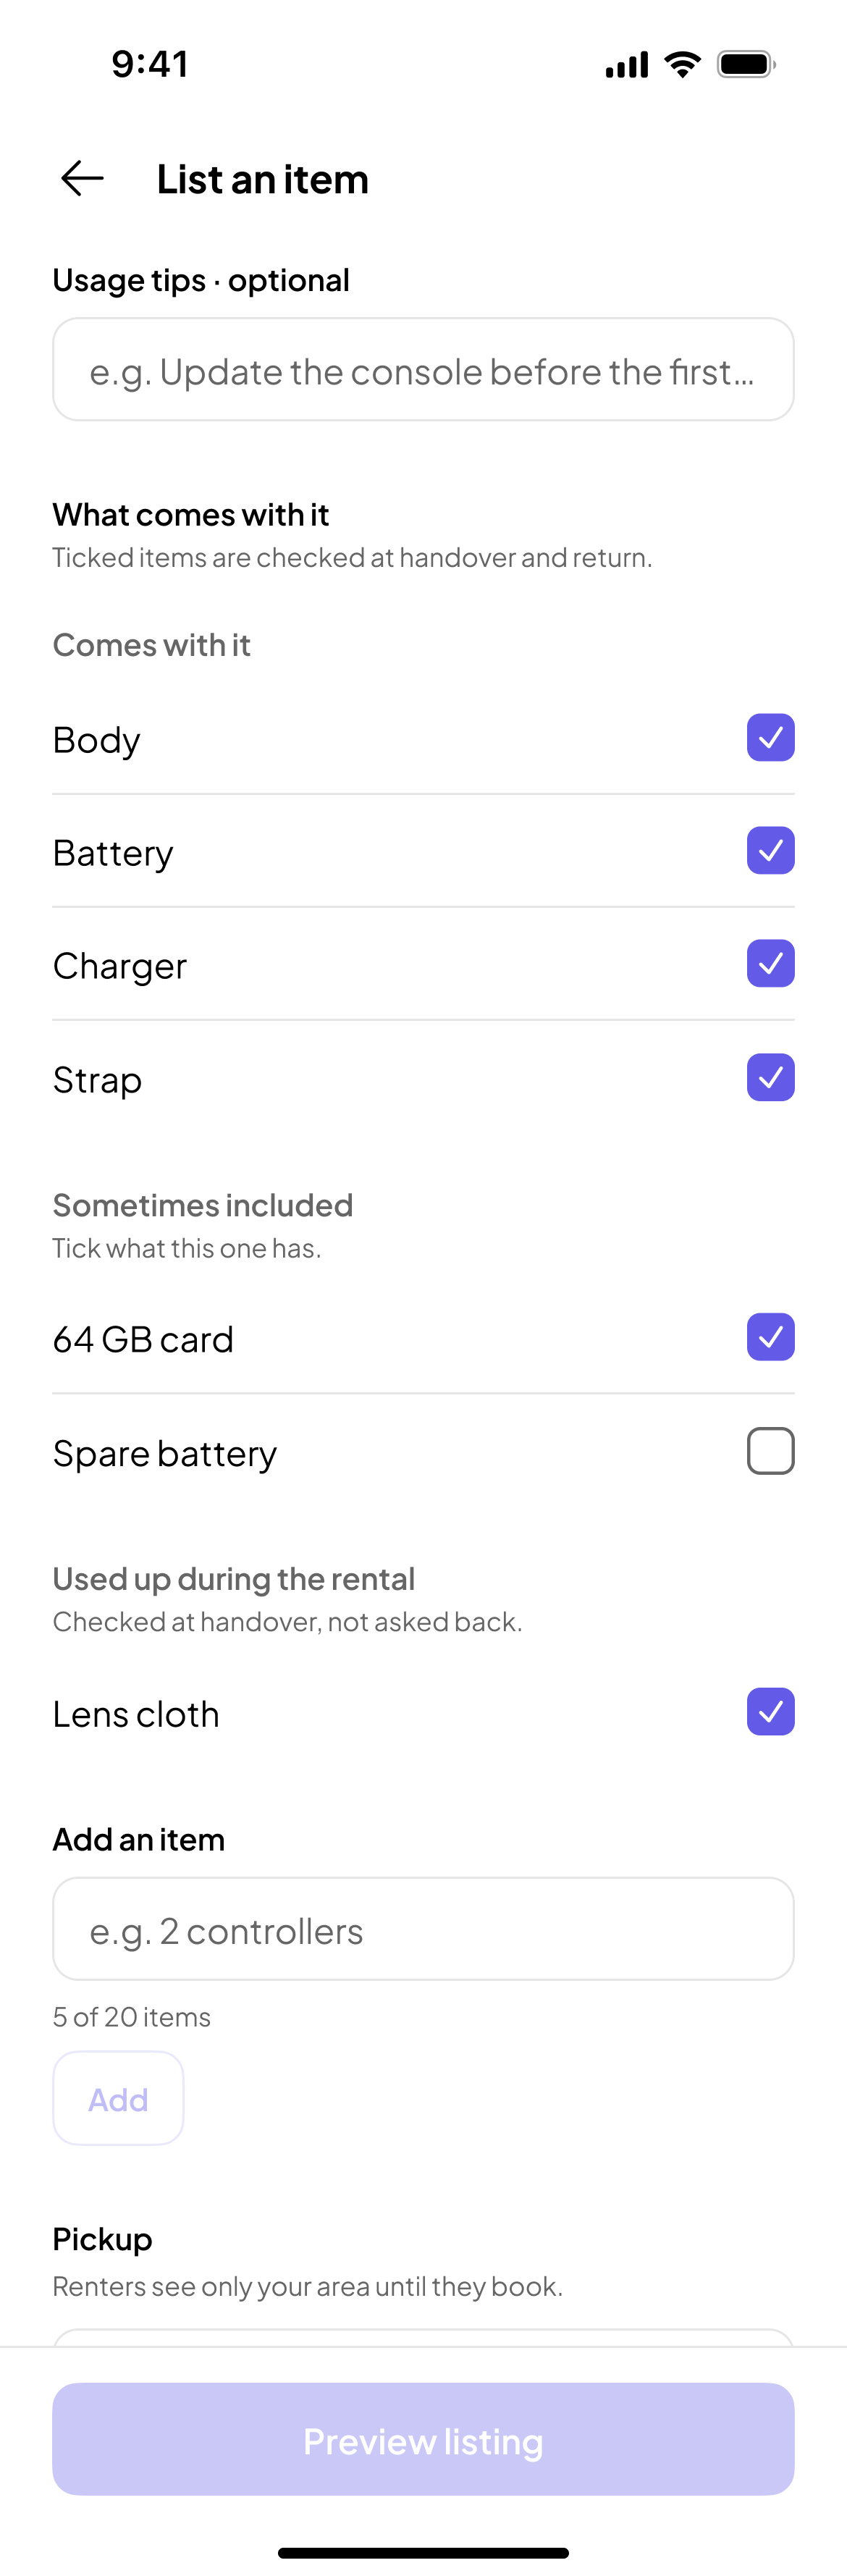 9:41
List an item
Usage tips · optional
e.g. Update the console before the first...
What comes with it
Ticked items are checked at handover and return.
Comes with it
Body
Battery
Charger
Strap
Sometimes included
Tick what this one has.
64 GB card
Spare battery
Used up during the rental
Checked at handover, not asked back.
Lens cloth
Add an item
e.g. 2 controllers
5 of 20 items
Add
Pickup
Renters see only your area until they book.
Preview listing